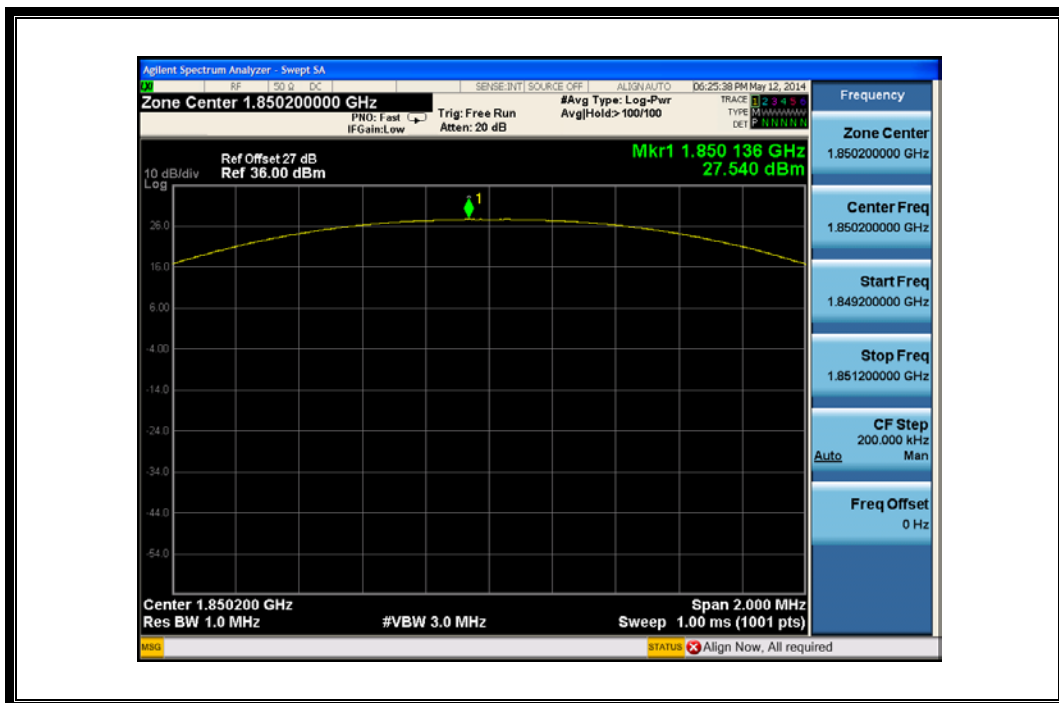 Agilent Spectrum Analyzer - Swept SA
RF 50 Ω DC SENSE:INT SOURCE OFF ALIGN AUTO 06:25:38 PM May 12, 2014
Zone Center 1.850200000 GHz
PNO: Fast
IFGain:Low
Trig: Free Run
Atten: 20 dB
#Avg Type: Log-Pwr
Avg|Hold:>100/100
TRACE 1 2 3 4 5 6
TYPE M
DET P N N N N N
Ref Offset 27 dB
Ref 36.00 dBm
10 dB/div
Log
Mkr1 1.850 136 GHz
27.540 dBm
1
26.0
16.0
6.00
-4.00
-14.0
-24.0
-34.0
-44.0
-54.0
Center 1.850200 GHz
Span 2.000 MHz
Res BW 1.0 MHz
#VBW 3.0 MHz
Sweep 1.00 ms (1001 pts)
MSG
STATUS Align Now, All required
Frequency
Zone Center
1.850200000 GHz
Center Freq
1.850200000 GHz
Start Freq
1.849200000 GHz
Stop Freq
1.851200000 GHz
CF Step
200.000 kHz
Auto Man
Freq Offset
0 Hz